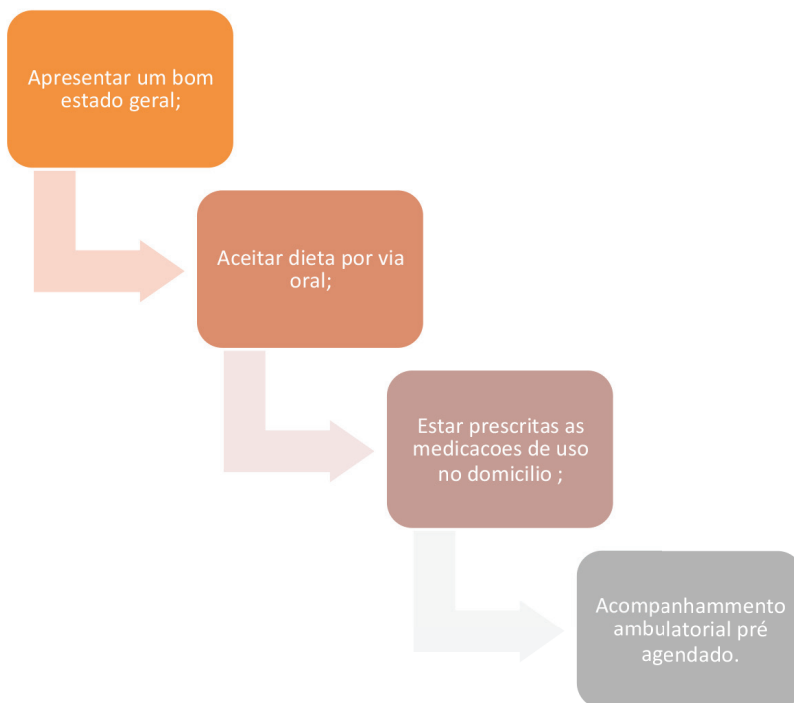 Apresentar um bom
estado geral;
Aceitar dieta por via
oral;
Estar prescritas as
medicacoes de uso
no domicilio ;
Acompanhammento
ambulatorial pré
agendado.